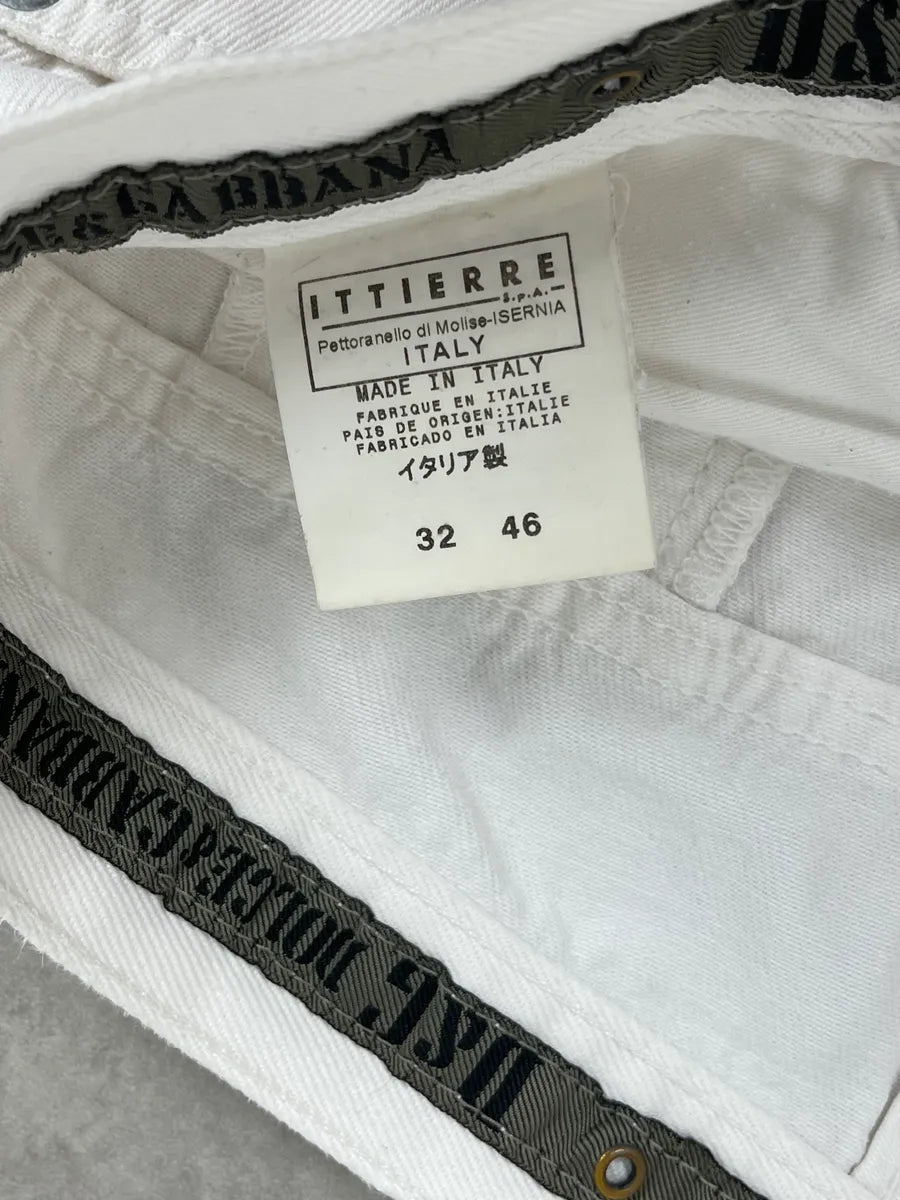 D&G
E & GABBANA
ITTIERRE
S.p.A.
Pettoranello di Molise-ISERNIA
ITALY
MADE IN ITALY
FABRIQUE EN ITALIE
PAIS DE ORIGEN:ITALIE
FABRICADO EN ITALIA
イタリア製
32 46
D&G DOLCE&GABBAN